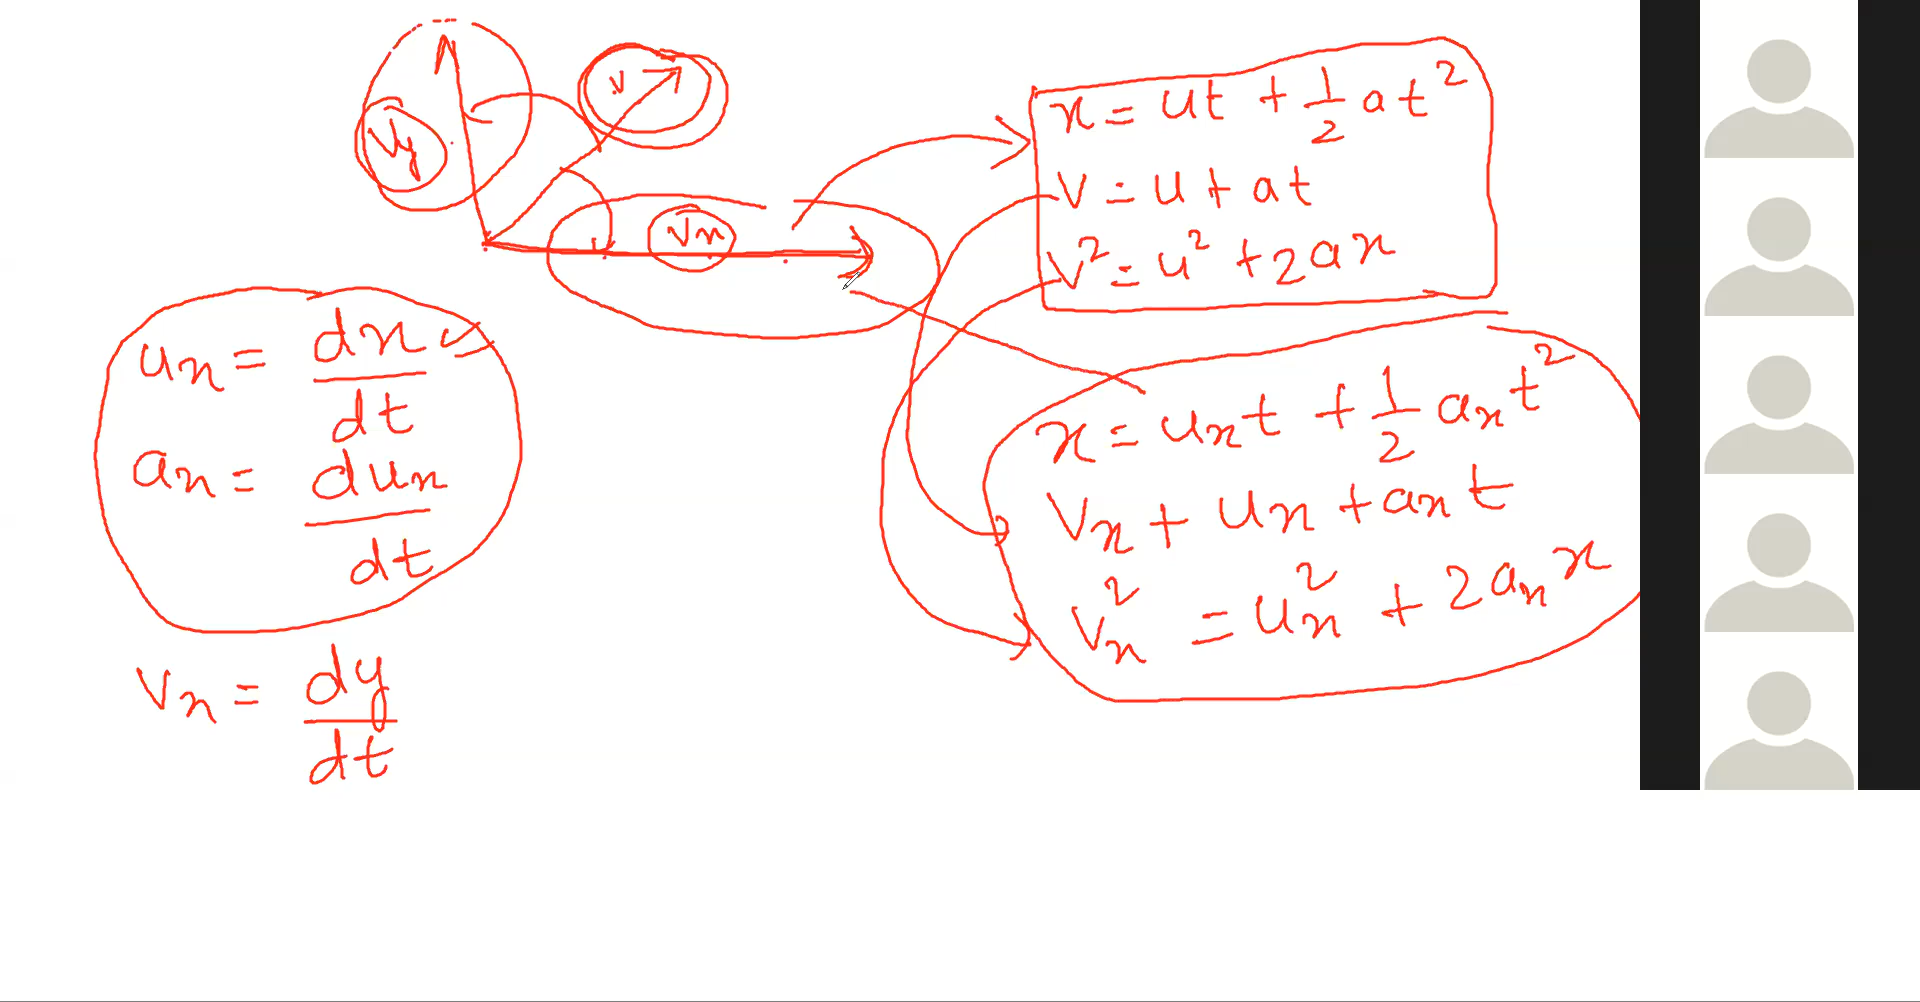 V
Vy
Vx
x = ut + 1/2 at²
V = u + at
V² = u² + 2ax
ux = dx/dt
ax = dux/dt
Vx = dy/dt
x = uxt + 1/2 axt²
Vx + ux + axt
Vx² = ux² + 2axx